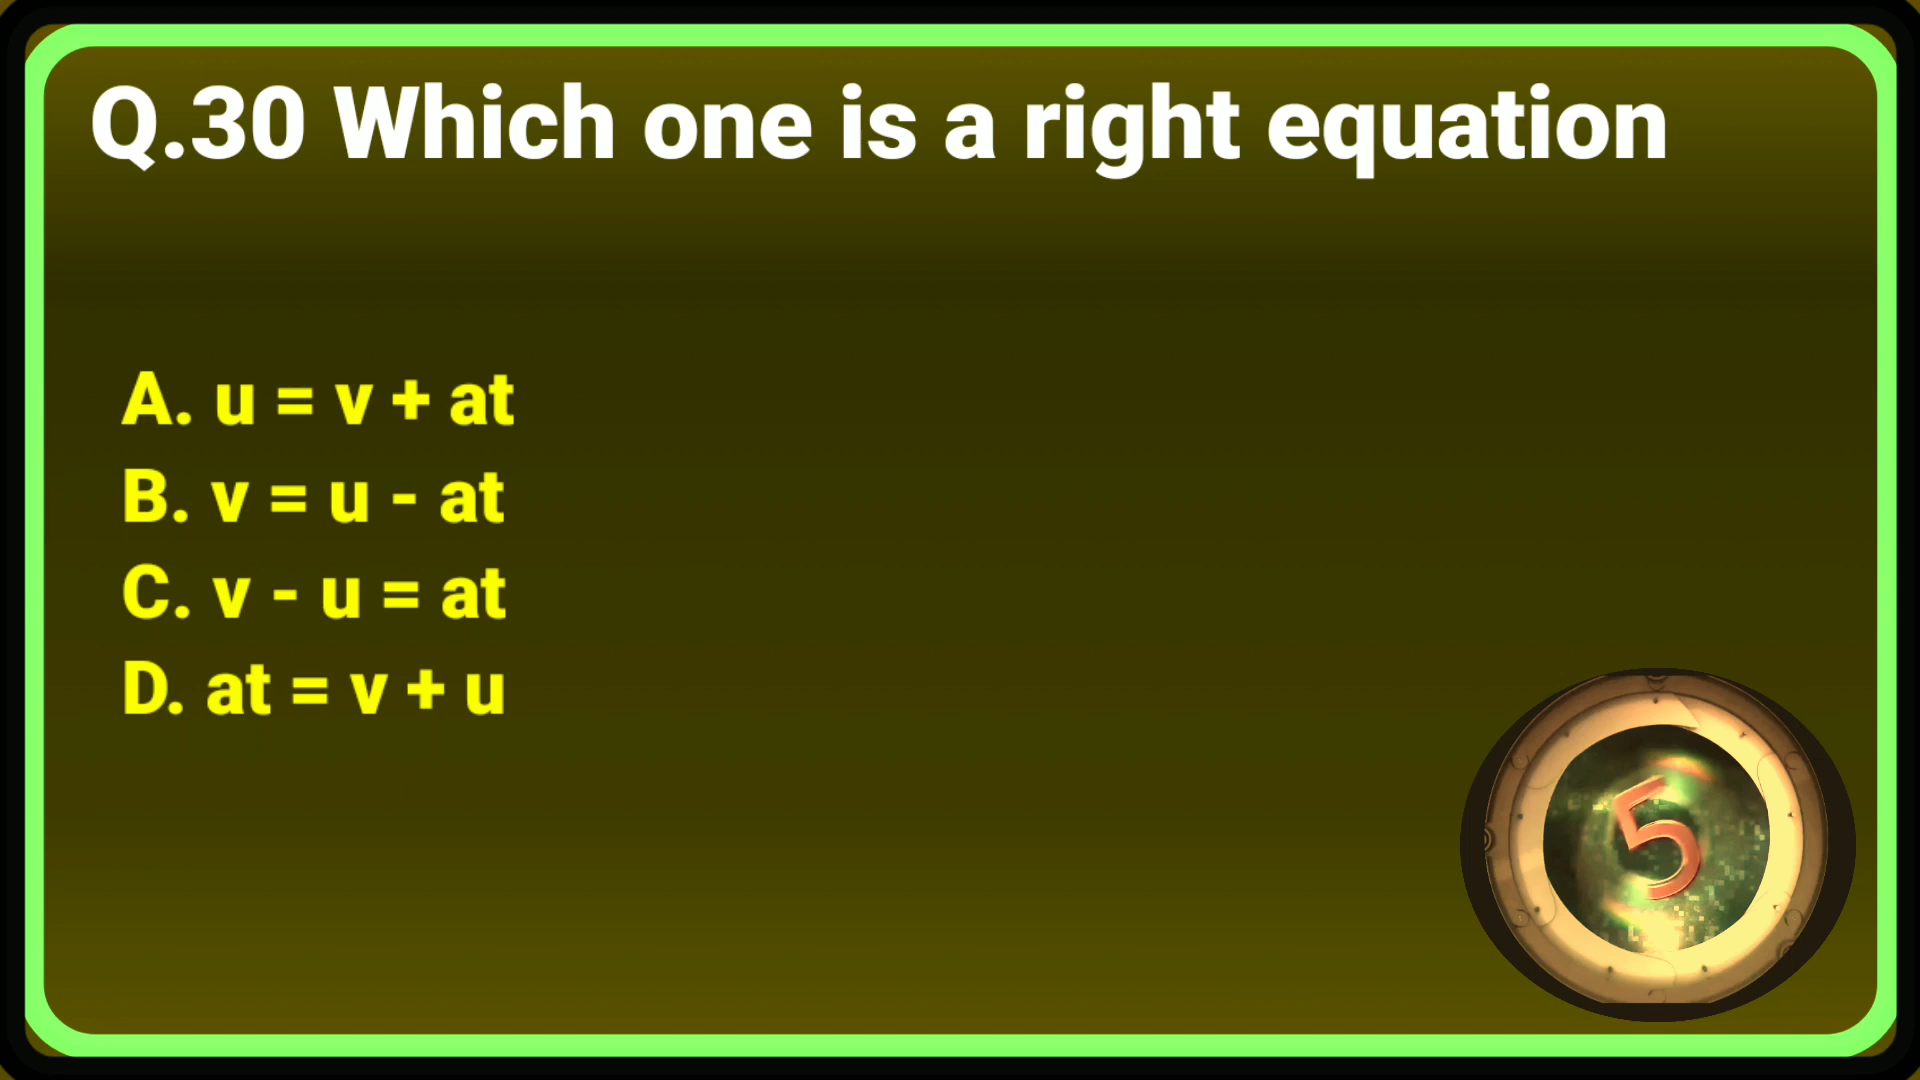 Q.30 Which one is a right equation
A. u = v + at
B. v = u - at
C. v - u = at
D. at = v + u
5